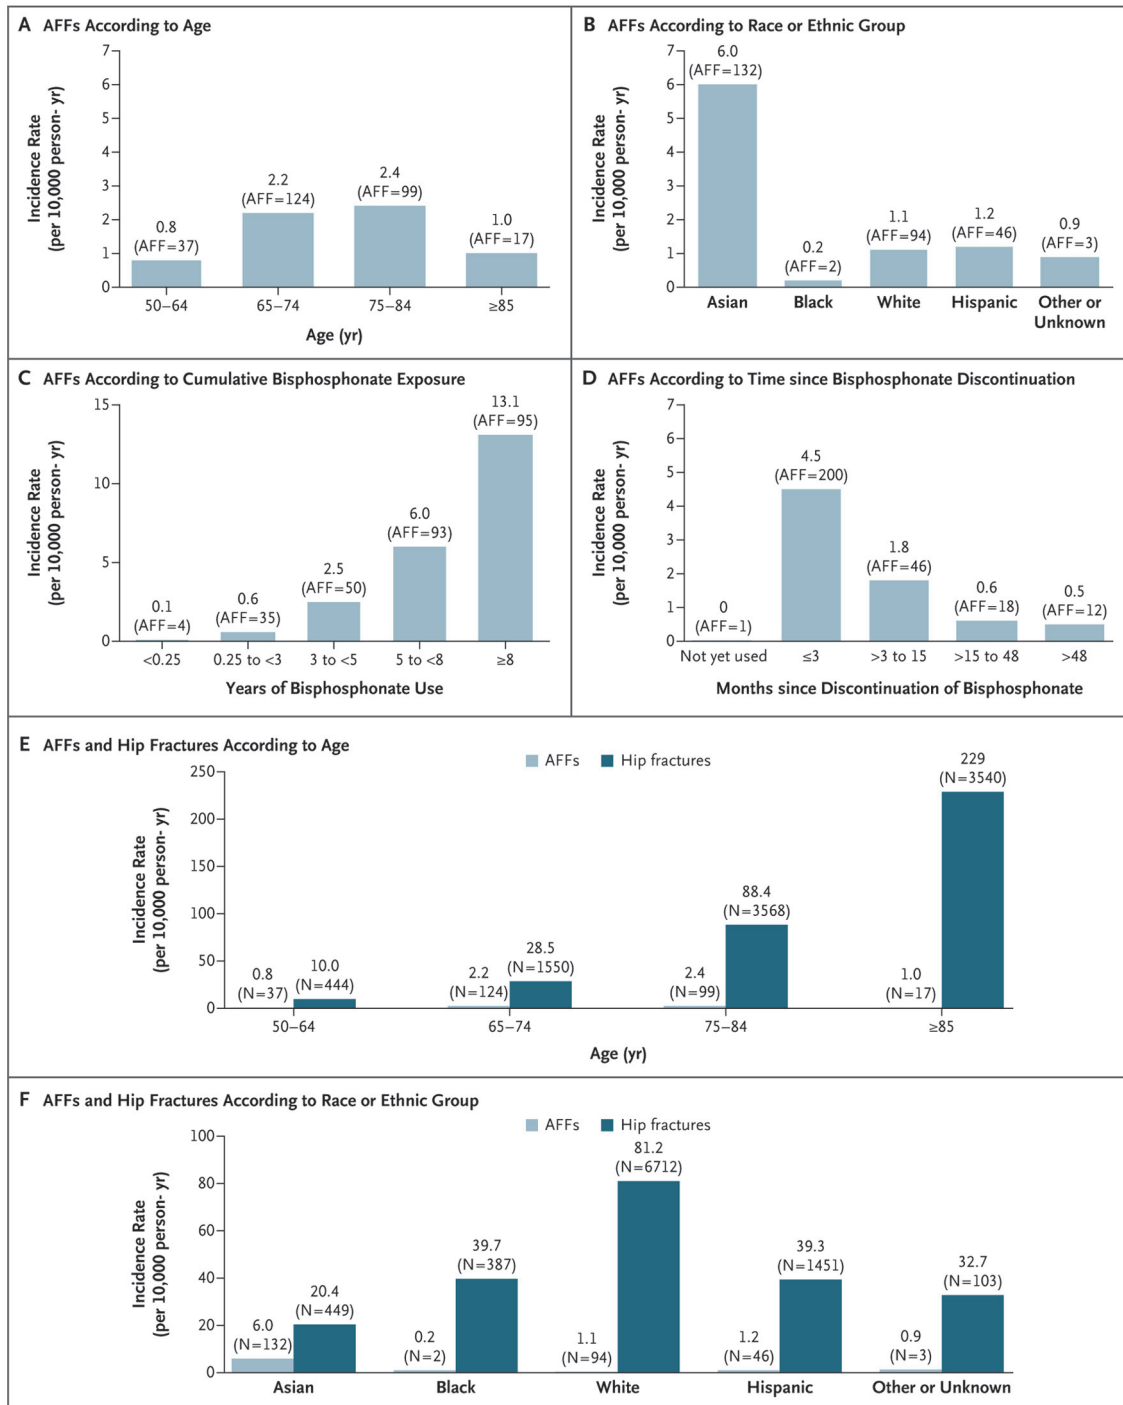 A AFFs According to Age
7
6
5
4
3
2
1
0
Incidence Rate
(per 10,000 person- yr)
0.8
(AFF=37)
2.2
(AFF=124)
2.4
(AFF=99)
1.0
(AFF=17)
50–64
65–74
75–84
≥85
Age (yr)
B AFFs According to Race or Ethnic Group
7
6
5
4
3
2
1
0
Incidence Rate
(per 10,000 person- yr)
6.0
(AFF=132)
0.2
(AFF=2)
1.1
(AFF=94)
1.2
(AFF=46)
0.9
(AFF=3)
Asian
Black
White
Hispanic
Other or
Unknown
C AFFs According to Cumulative Bisphosphonate Exposure
15
10
5
0
Incidence Rate
(per 10,000 person- yr)
0.1
(AFF=4)
0.6
(AFF=35)
2.5
(AFF=50)
6.0
(AFF=93)
13.1
(AFF=95)
<0.25
0.25 to <3
3 to <5
5 to <8
≥8
Years of Bisphosphonate Use
D AFFs According to Time since Bisphosphonate Discontinuation
7
6
5
4
3
2
1
0
Incidence Rate
(per 10,000 person- yr)
0
(AFF=1)
4.5
(AFF=200)
1.8
(AFF=46)
0.6
(AFF=18)
0.5
(AFF=12)
Not yet used
≤3
>3 to 15
>15 to 48
>48
Months since Discontinuation of Bisphosphonate
E AFFs and Hip Fractures According to Age
AFFs
Hip fractures
250
200
150
100
50
0
Incidence Rate
(per 10,000 person- yr)
0.8
(N=37)
10.0
(N=444)
2.2
(N=124)
28.5
(N=1550)
2.4
(N=99)
88.4
(N=3568)
1.0
(N=17)
229
(N=3540)
50–64
65–74
75–84
≥85
Age (yr)
F AFFs and Hip Fractures According to Race or Ethnic Group
AFFs
Hip fractures
100
80
60
40
20
0
Incidence Rate
(per 10,000 person- yr)
6.0
(N=132)
20.4
(N=449)
0.2
(N=2)
39.7
(N=387)
1.1
(N=94)
81.2
(N=6712)
1.2
(N=46)
39.3
(N=1451)
0.9
(N=3)
32.7
(N=103)
Asian
Black
White
Hispanic
Other or Unknown